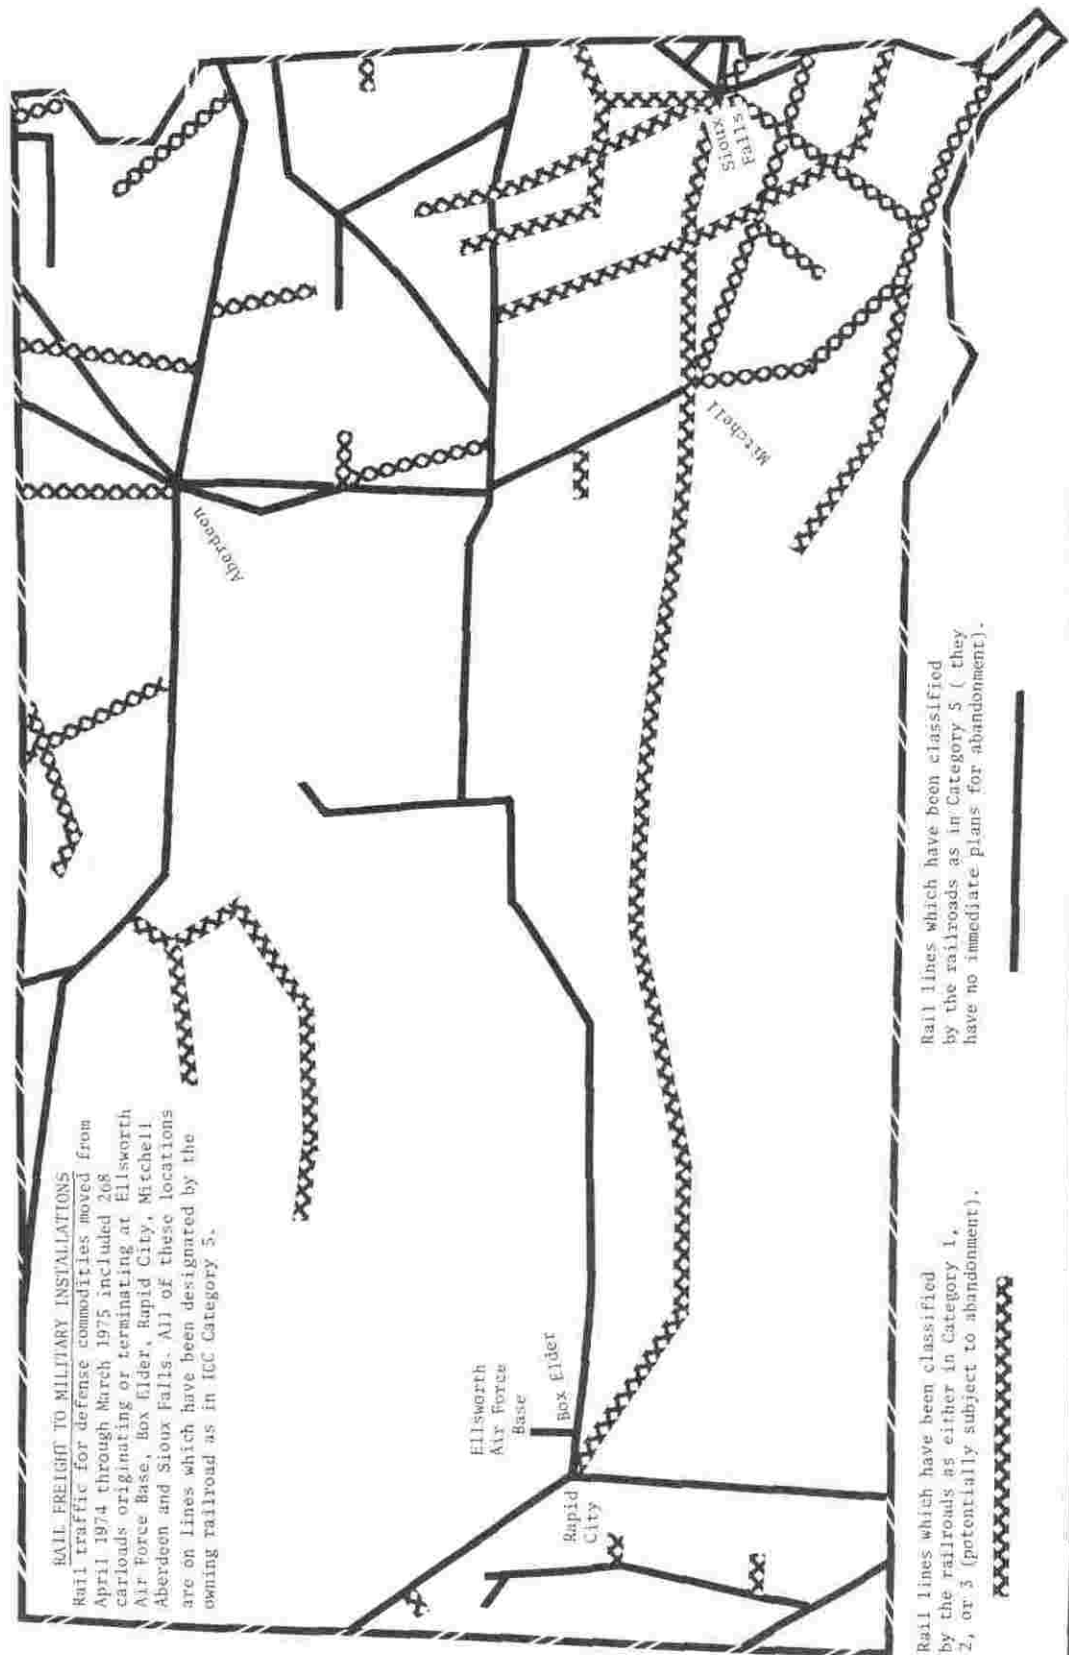 RAIL FREIGHT TO MILITARY INSTALLATIONS
Rail traffic for defense commodities moved from
April 1974 through March 1975 included 268
carloads originating or terminating at Ellsworth
Air Force Base, Box Elder, Rapid City, Mitchell
Aberdeen and Sioux Falls. All of these locations
are on lines which have been designated by the
owning railroad as in ICC Category 5.
Aberdeen
Sioux
Falls
Mitchell
Ellsworth
Air Force
Base
Box Elder
Rapid
City
Rail lines which have been classified
by the railroads as either in Category 1,
2, or 3 (potentially subject to abandonment).
Rail lines which have been classified
by the railroads as in Category 5 ( they
have no immediate plans for abandonment).